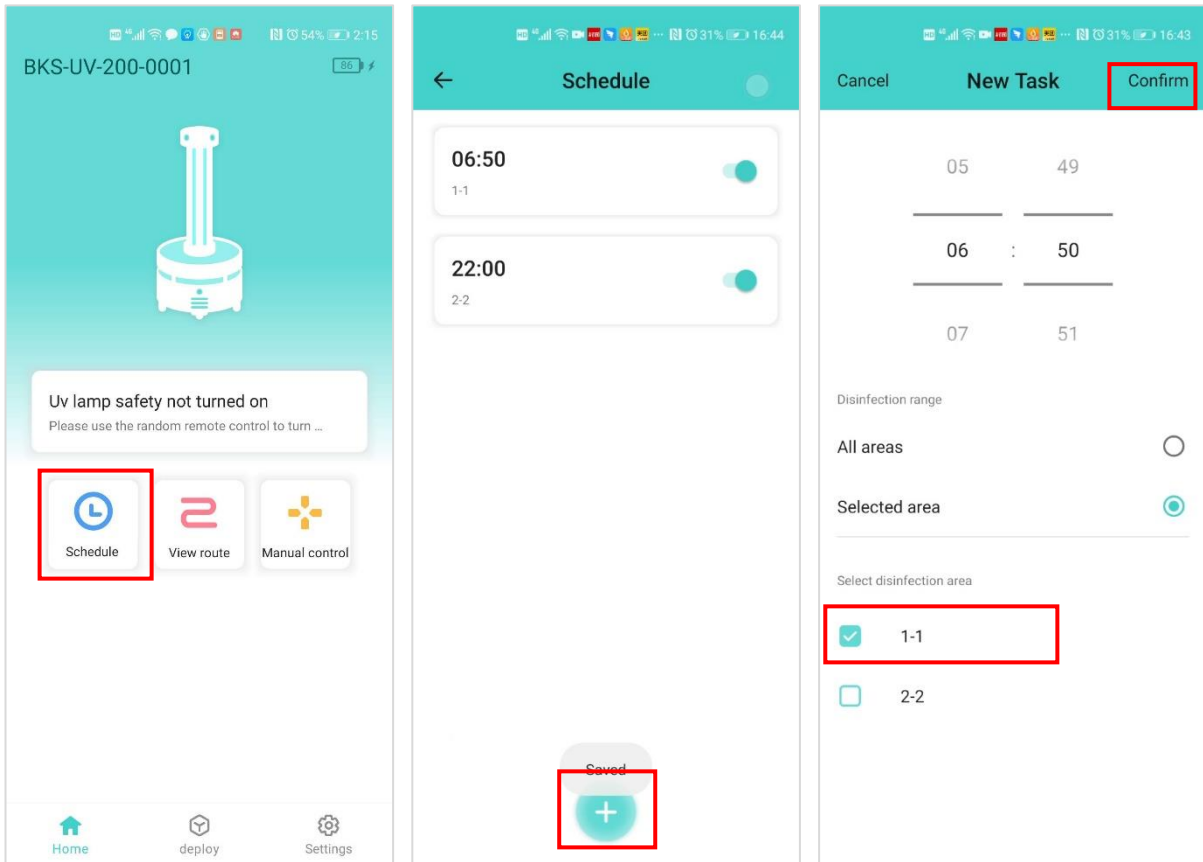 54% 2:15
BKS-UV-200-0001
86
Uv lamp safety not turned on
Please use the random remote control to turn ...
Schedule
View route
Manual control
Home
deploy
Settings
31% 16:44
Schedule
06:50
1-1
22:00
2-2
Saved
+
31% 16:43
Cancel
New Task
Confirm
05 49
06 : 50
07 51
Disinfection range
All areas
Selected area
Select disinfection area
1-1
2-2